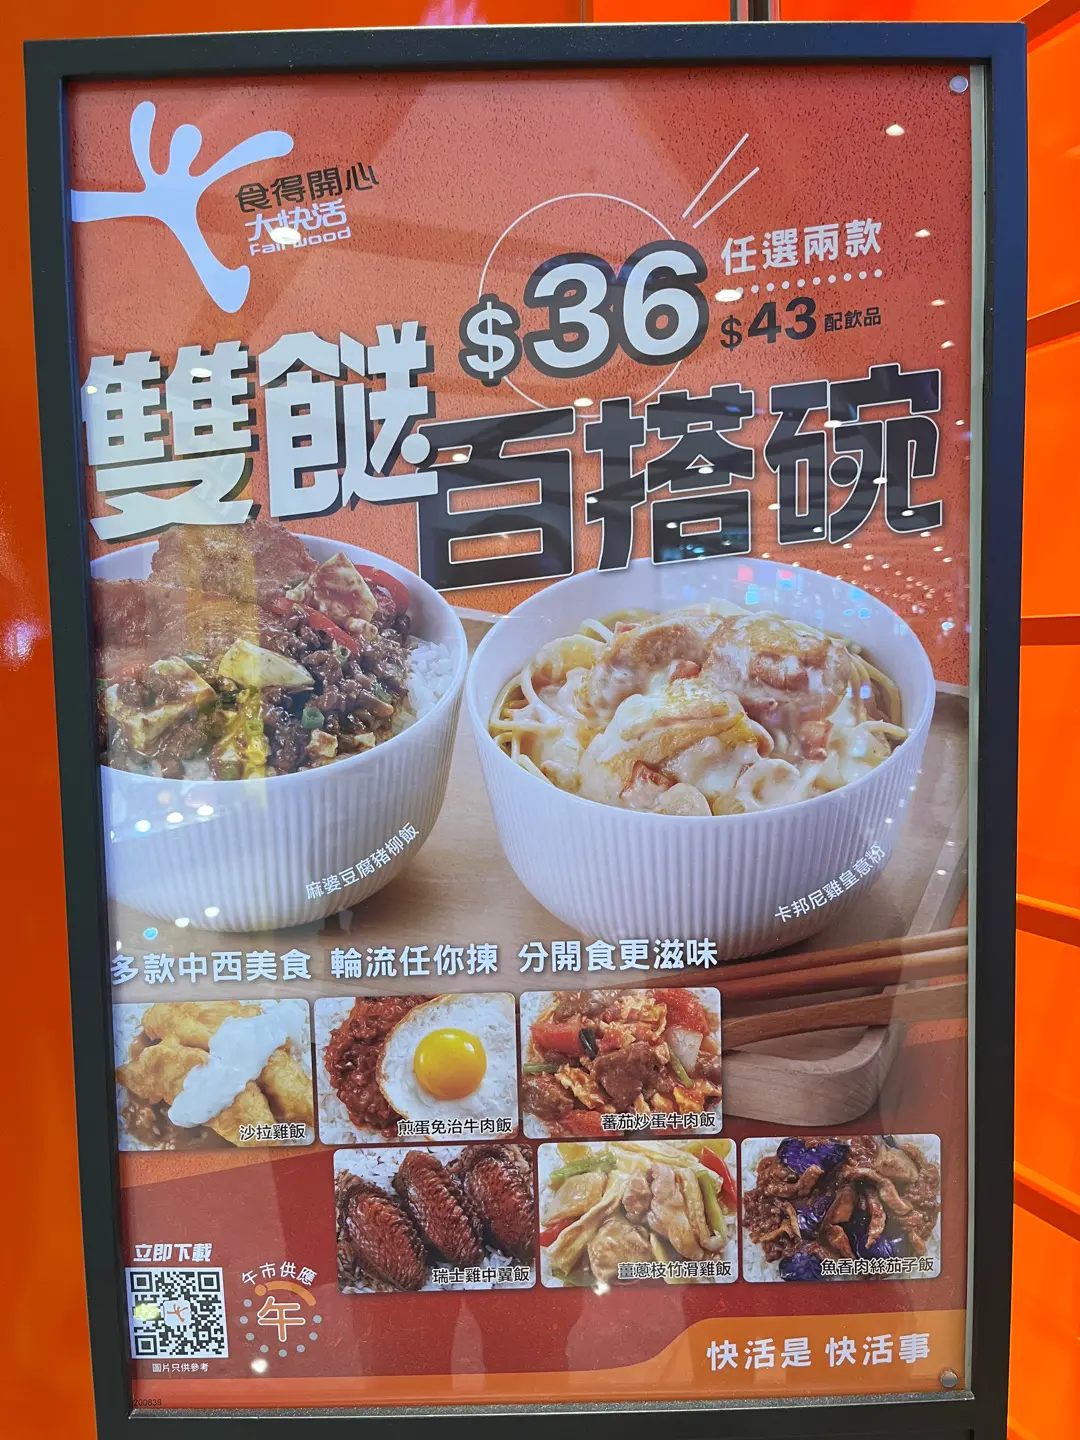 食得開心
大快活
Fairwood
$36
任選兩款
$43 配飲品
雙餸
百搭碗
麻婆豆腐豬柳飯
卡邦尼雞皇意粉
多款中西美食 輪流任你揀 分開食更滋味
沙拉雞飯
煎蛋免治牛肉飯
蕃茄炒蛋牛肉飯
瑞士雞中翼飯
薑蔥枝竹滑雞飯
魚香肉絲茄子飯
立即下載
圖片只供參考
午市供應
午
快活是 快活事
200838